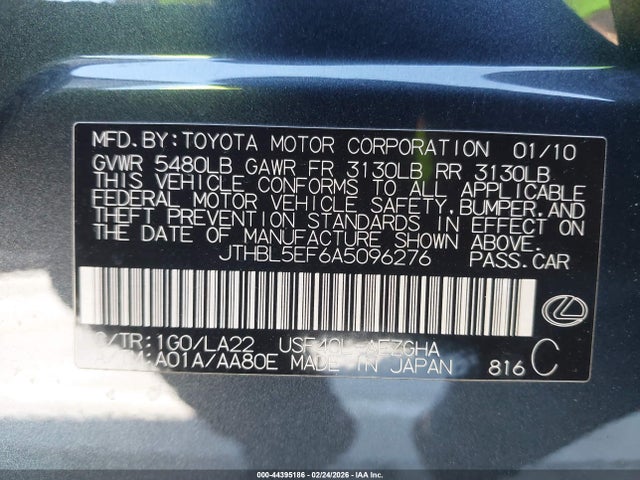 MFD.BY:TOYOTA MOTOR CORPORATION 01/10
GVWR 5480LB GAWR FR 3130LB RR 3130LB
THIS VEHICLE CONFORMS TO ALL APPLICABLE
FEDERAL MOTOR VEHICLE SAFETY,BUMPER,AND
THEFT PREVENTION STANDARDS IN EFFECT ON
THE DATE OF MANUFACTURE SHOWN ABOVE.
JTHBL5EF6A5096276 PASS.CAR
/TR:1G0/LA22 AEZGHA
A01A/AA80E MADE IN JAPAN 816 C
000-44395186 - 02/24/2026 - IAA Inc.